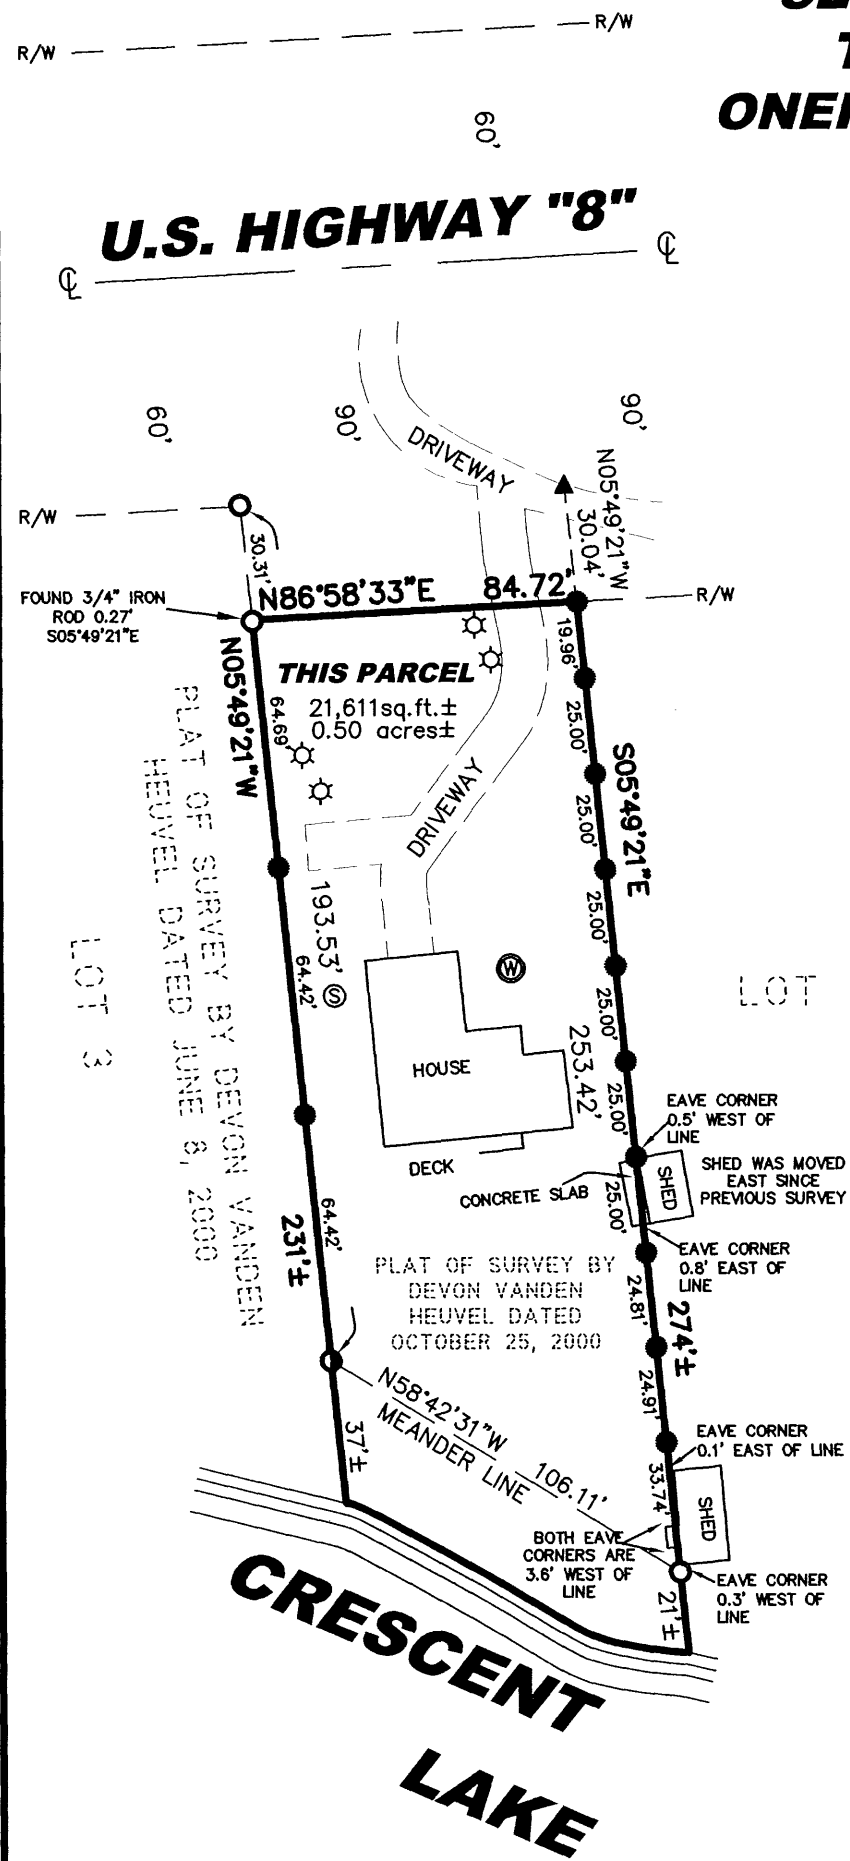 R/W
R/W
60'
U.S. HIGHWAY "8"
60'
90'
90'
DRIVEWAY
N05°49'21"W
30.04'
R/W
30.31'
FOUND 3/4" IRON
ROD 0.27'
S05°49'21"E
N86°58'33"E 84.72'
R/W
THIS PARCEL
21,611sq.ft.±
0.50 acres±
N05°49'21"W
64.69'
19.96'
25.00'
25.00'
S05°49'21"E
25.00'
25.00'
25.00'
25.00'
DRIVEWAY
PLAT OF SURVEY BY DEVON VANDEN
HEUVEL DATED JUNE 8, 2000
LOT 3
193.53'
S
64.42'
W
LOT
253.42'
HOUSE
DECK
EAVE CORNER
0.5' WEST OF
LINE
SHED
SHED WAS MOVED
EAST SINCE
PREVIOUS SURVEY
CONCRETE SLAB
EAVE CORNER
0.8' EAST OF
LINE
64.42'
231'±
PLAT OF SURVEY BY
DEVON VANDEN
HEUVEL DATED
OCTOBER 25, 2000
24.81'
274'±
24.91'
N58°42'31"W 106.11'
MEANDER LINE
37'±
EAVE CORNER
0.1' EAST OF LINE
33.74'
SHED
BOTH EAVE
CORNERS ARE
3.6' WEST OF
LINE
EAVE CORNER
0.3' WEST OF
LINE
21'±
CRESCENT
LAKE